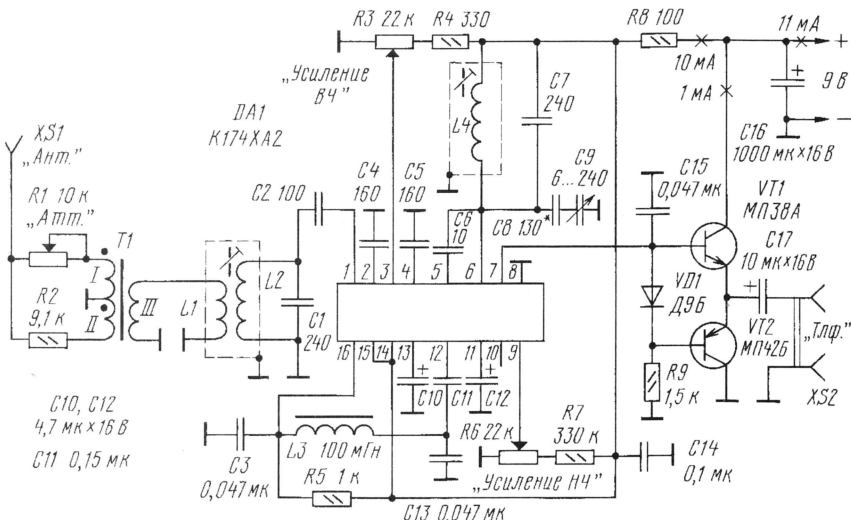 R3 22 к R4 330
R8 100
11 мА
+
10 мА
9 В
+
−
„Усиление
ВЧ"
1 мА
C7
240
DA1
К174ХА2
L4
XS1
„Ант."
C16
1000 мк×16В
C4
160
C5
160
C9
6...240
C15
0,047 мк
C2 100
VT1
МП38А
R1 10 к
„Атт."
T1
C6
10
C8 130*
C17
10 мк×16В
I
1 2 3 4 5 6 7 8
L2
+
II
III
L1
C1
240
VD1
Д9Б
R2
9,1 к
VT2
МП42Б
„Тлф."
16 15 14 13 12 11 10 9
+
+
C10
C11
C12
R9
1,5 к
XS2
C10, C12
4,7 мк×16 В
C11 0,15 мк
R6 22к
R7
330 к
C14
0,1 мк
L3 100 мГн
C3
0,047 мк
R5 1 к
„Усиление НЧ"
C13 0,047 мк